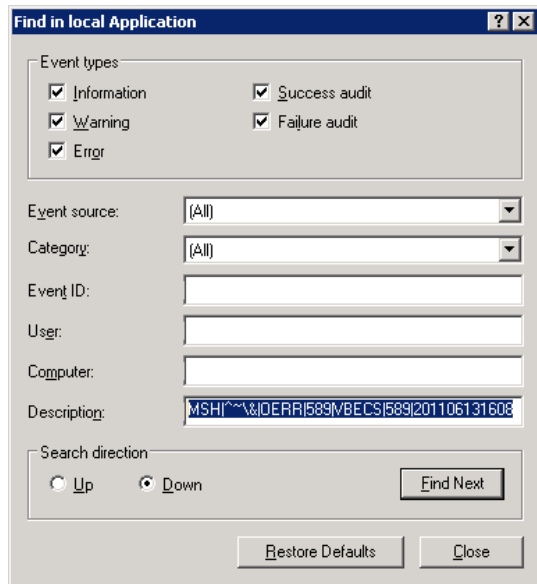 Find in local Application
Event types
Information
Success audit
Warning
Failure audit
Error
Event source: (All)
Category: (All)
Event ID:
User:
Computer:
Description: MSH|^~\&|OERR|589|VBECS|589|201106131608
Search direction
Up
Down
Find Next
Restore Defaults
Close